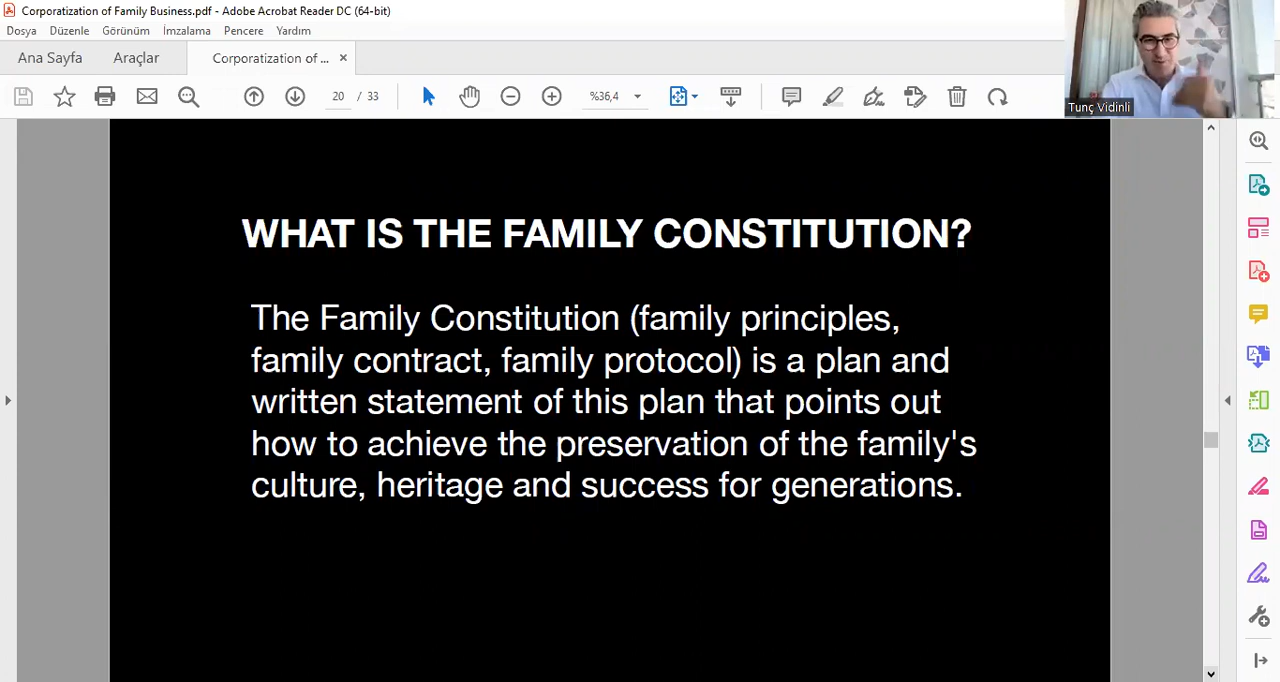 Corporatization of Family Business.pdf - Adobe Acrobat Reader DC (64-bit)
Dosya Düzenle Görünüm İmzalama Pencere Yardım
Ana Sayfa Araçlar Corporatization of ... ×
20 / 33 %36,4
Tunç Vidinli
WHAT IS THE FAMILY CONSTITUTION?
The Family Constitution (family principles,
family contract, family protocol) is a plan and
written statement of this plan that points out
how to achieve the preservation of the family's
culture, heritage and success for generations.